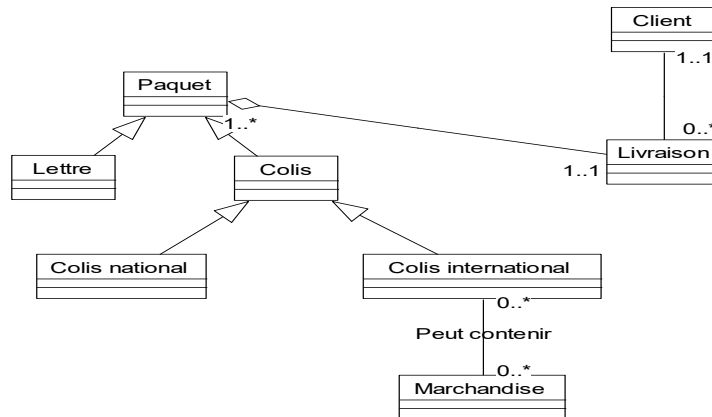 Client
1..1
Paquet
1..*
0..*
Livraison
1..1
Lettre
Colis
Colis national
Colis international
0..*
Peut contenir
0..*
Marchandise